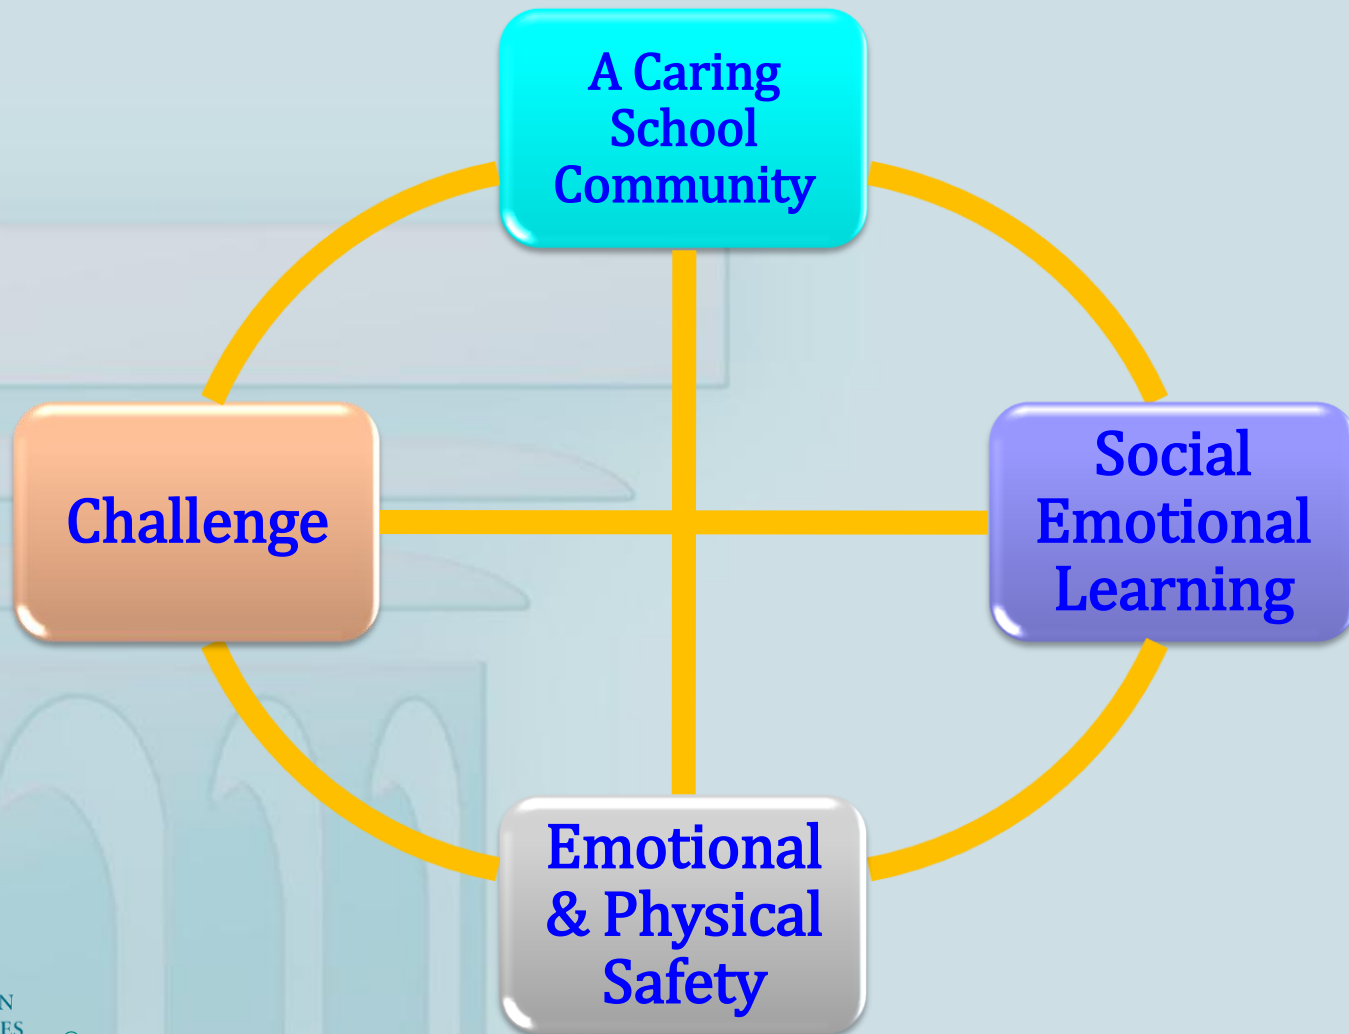 A Caring
School
Community
Challenge
Social
Emotional
Learning
Emotional
& Physical
Safety